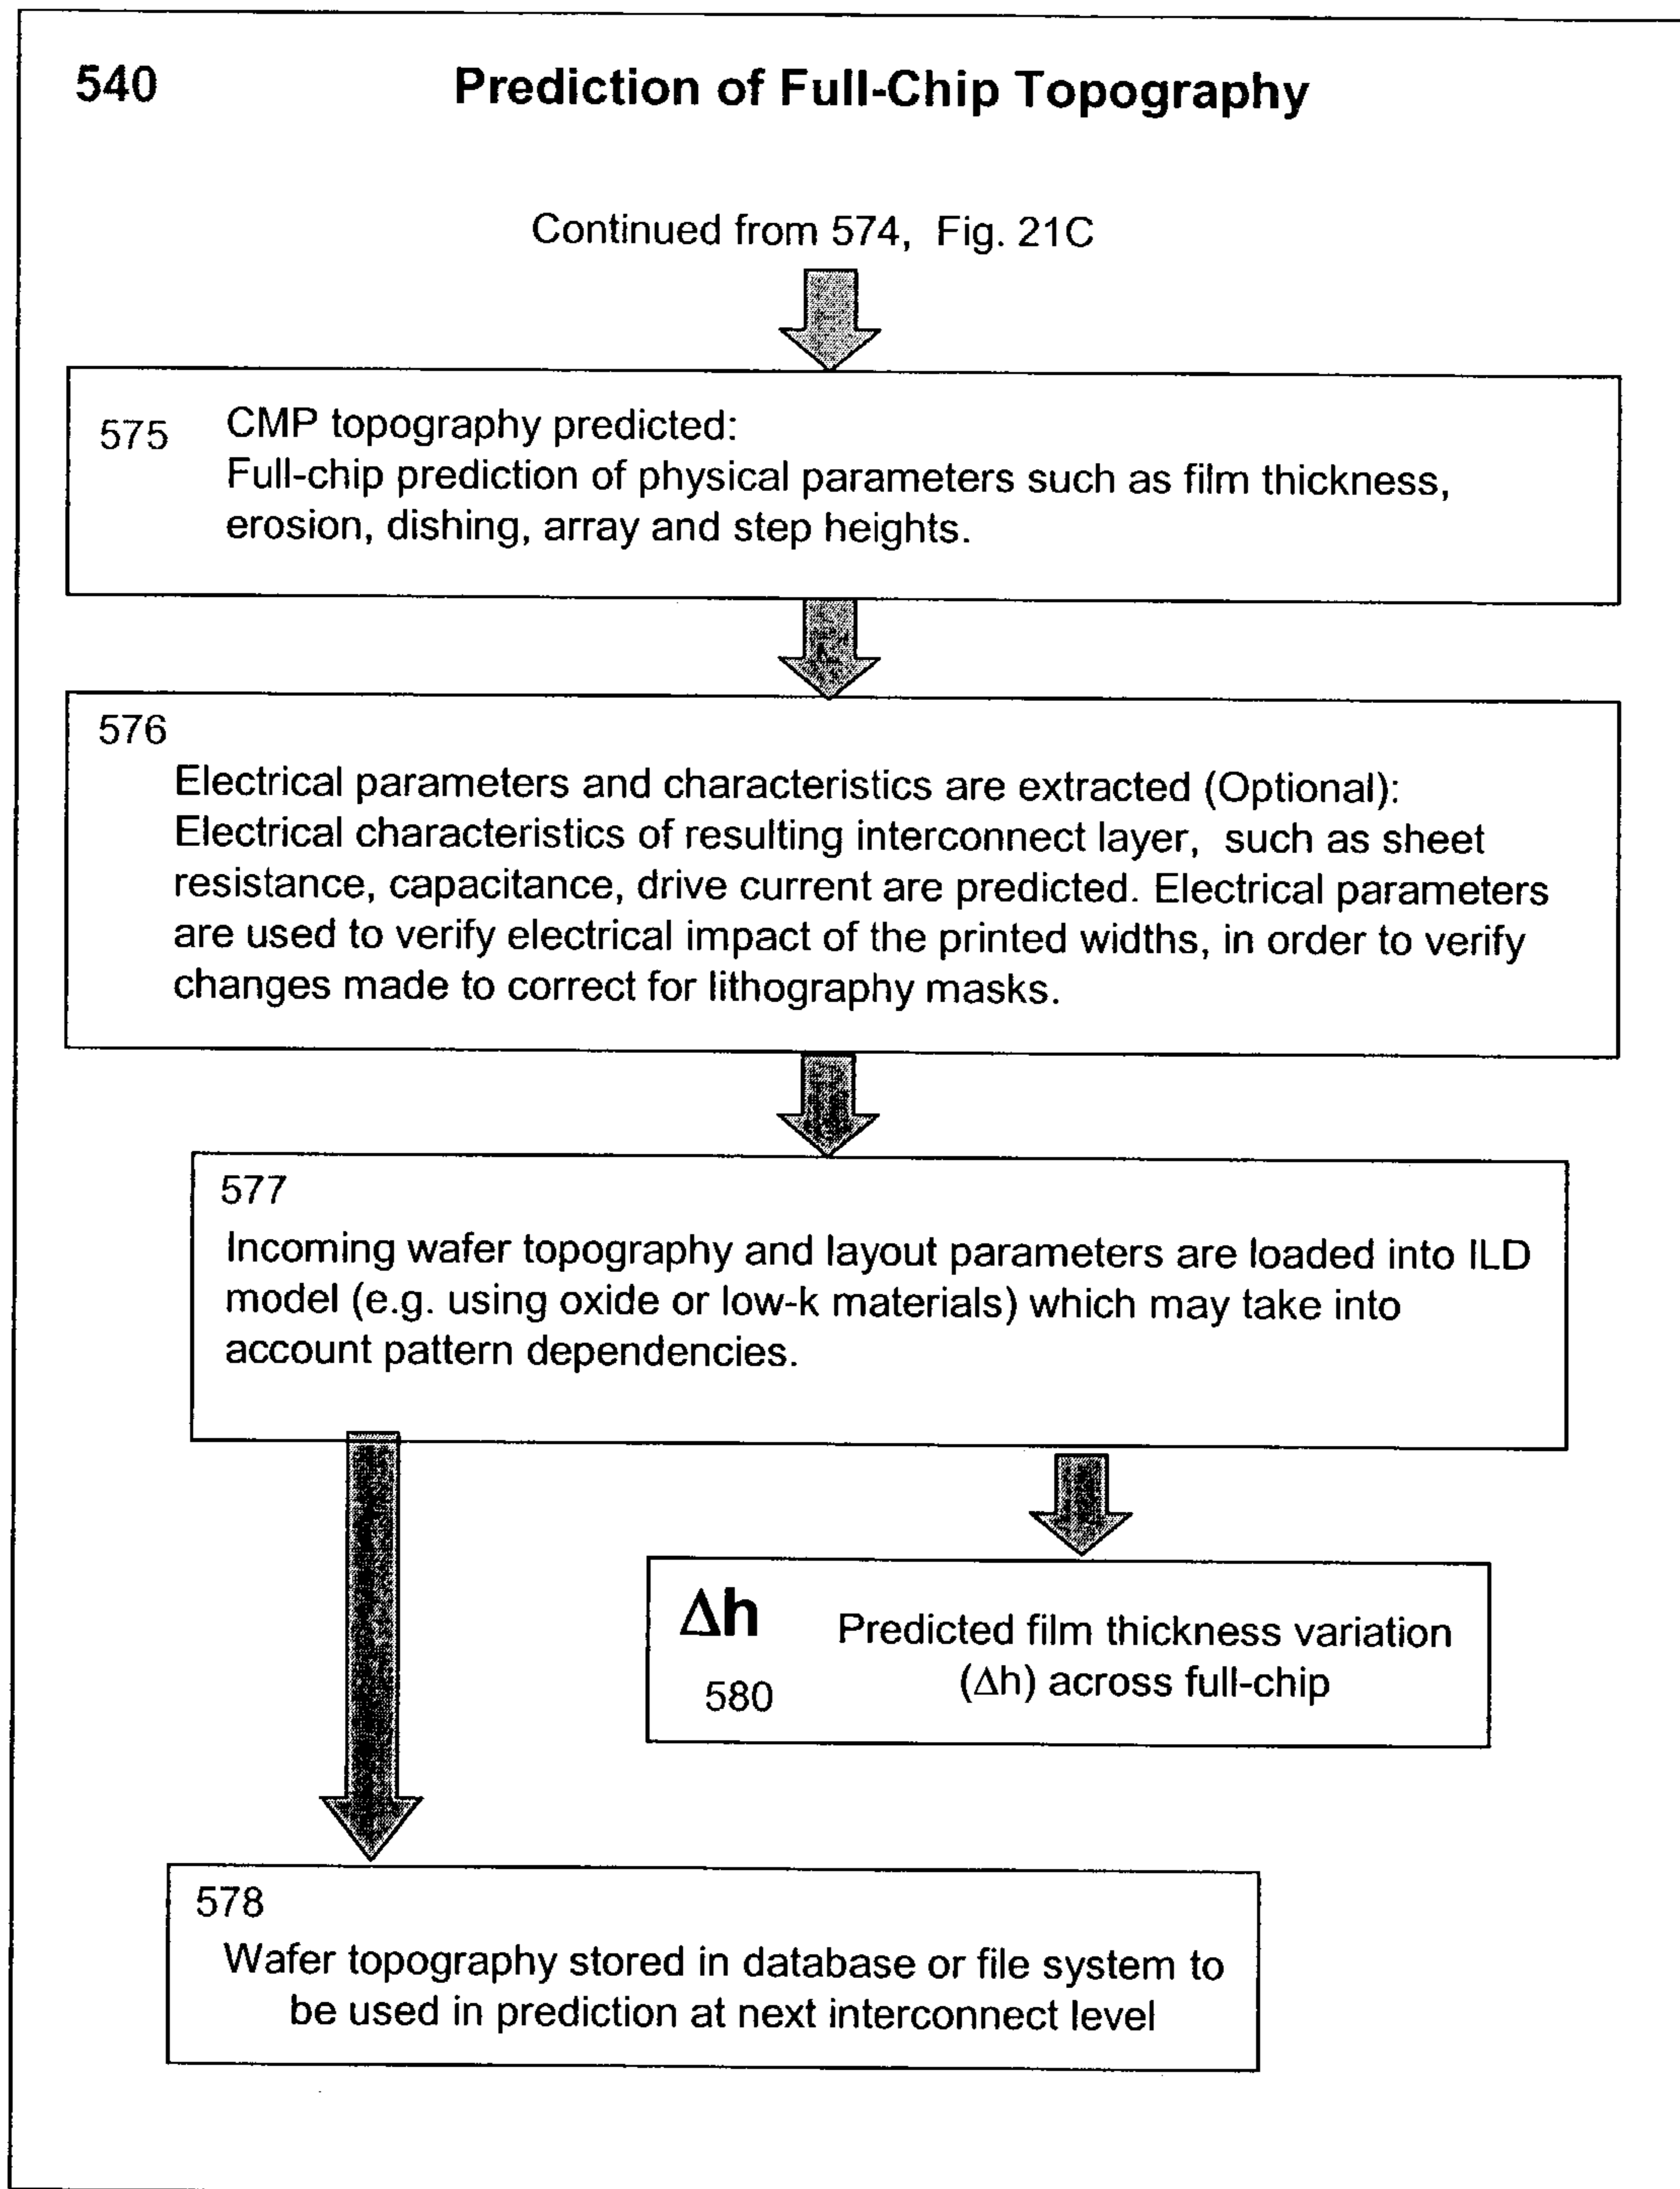 540 Prediction of Full-Chip Topography
Continued from 574, Fig. 21C
575 CMP topography predicted:
Full-chip prediction of physical parameters such as film thickness,
erosion, dishing, array and step heights.
576
Electrical parameters and characteristics are extracted (Optional):
Electrical characteristics of resulting interconnect layer, such as sheet
resistance, capacitance, drive current are predicted. Electrical parameters
are used to verify electrical impact of the printed widths, in order to verify
changes made to correct for lithography masks.
577
Incoming wafer topography and layout parameters are loaded into ILD
model (e.g. using oxide or low-k materials) which may take into
account pattern dependencies.
Δh
580
Predicted film thickness variation
(Δh) across full-chip
578
Wafer topography stored in database or file system to
be used in prediction at next interconnect level